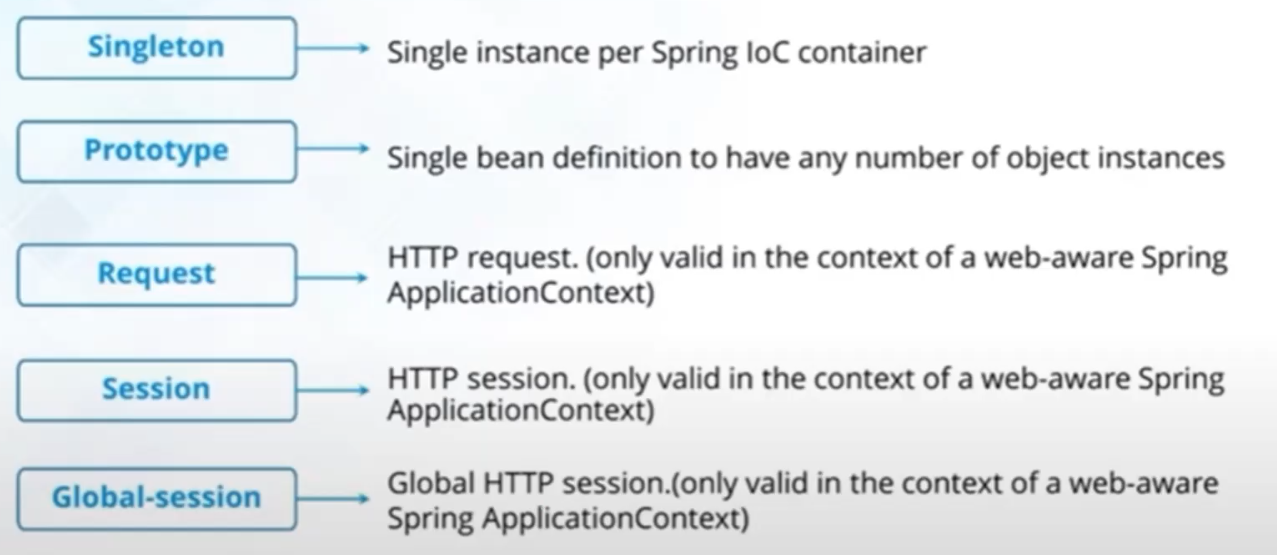 Singleton
Single instance per Spring IoC container
Prototype
Single bean definition to have any number of object instances
Request
HTTP request. (only valid in the context of a web-aware Spring
ApplicationContext)
Session
HTTP session. (only valid in the context of a web-aware Spring
ApplicationContext)
Global-session
Global HTTP session.(only valid in the context of a web-aware
Spring ApplicationContext)